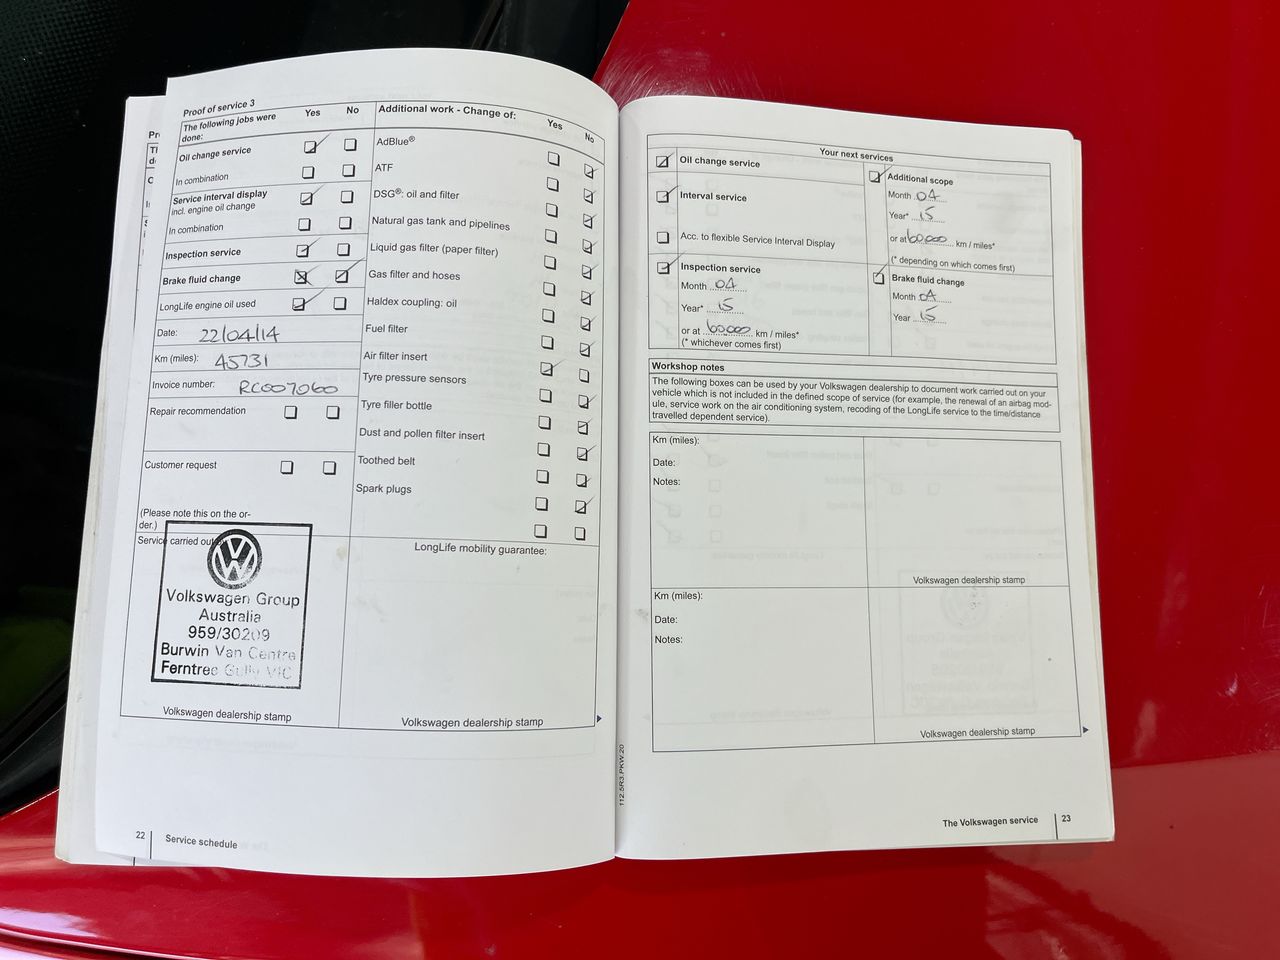 Proof of service 3
The following jobs were done:
Yes
No
Oil change service
In combination
Service interval display
incl. engine oil change
In combination
Inspection service
Brake fluid change
LongLife engine oil used
Date: 22/04/14
Km (miles): 45731
Invoice number: RC007060
Repair recommendation
Customer request
(Please note this on the or-
der.)
Service carried out
Volkswagen Group
Australia
959/30209
Burwin Van Centre
Ferntree Gully VIC
Volkswagen dealership stamp
Additional work - Change of:
Yes
No
AdBlue®
ATF
DSG®: oil and filter
Natural gas tank and pipelines
Liquid gas filter (paper filter)
Gas filter and hoses
Haldex coupling: oil
Fuel filter
Air filter insert
Tyre pressure sensors
Tyre filler bottle
Dust and pollen filter insert
Toothed belt
Spark plugs
LongLife mobility guarantee:
Volkswagen dealership stamp
22
Service schedule
112.5R3.PKW.20
Your next services
Oil change service
Interval service
Acc. to flexible Service Interval Display
Inspection service
Month 04
Year* 15
or at 60000 km / miles*
(* whichever comes first)
Additional scope
Month 04
Year* 15
or at 60000 km / miles*
(* depending on which comes first)
Brake fluid change
Month 04
Year 15
Workshop notes
The following boxes can be used by your Volkswagen dealership to document work carried out on your
vehicle which is not included in the defined scope of service (for example, the renewal of an airbag mod-
ule, service work on the air conditioning system, recoding of the LongLife service to the time/distance
travelled dependent service).
Km (miles):
Date:
Notes:
Volkswagen dealership stamp
Km (miles):
Date:
Notes:
Volkswagen dealership stamp
The Volkswagen service
23